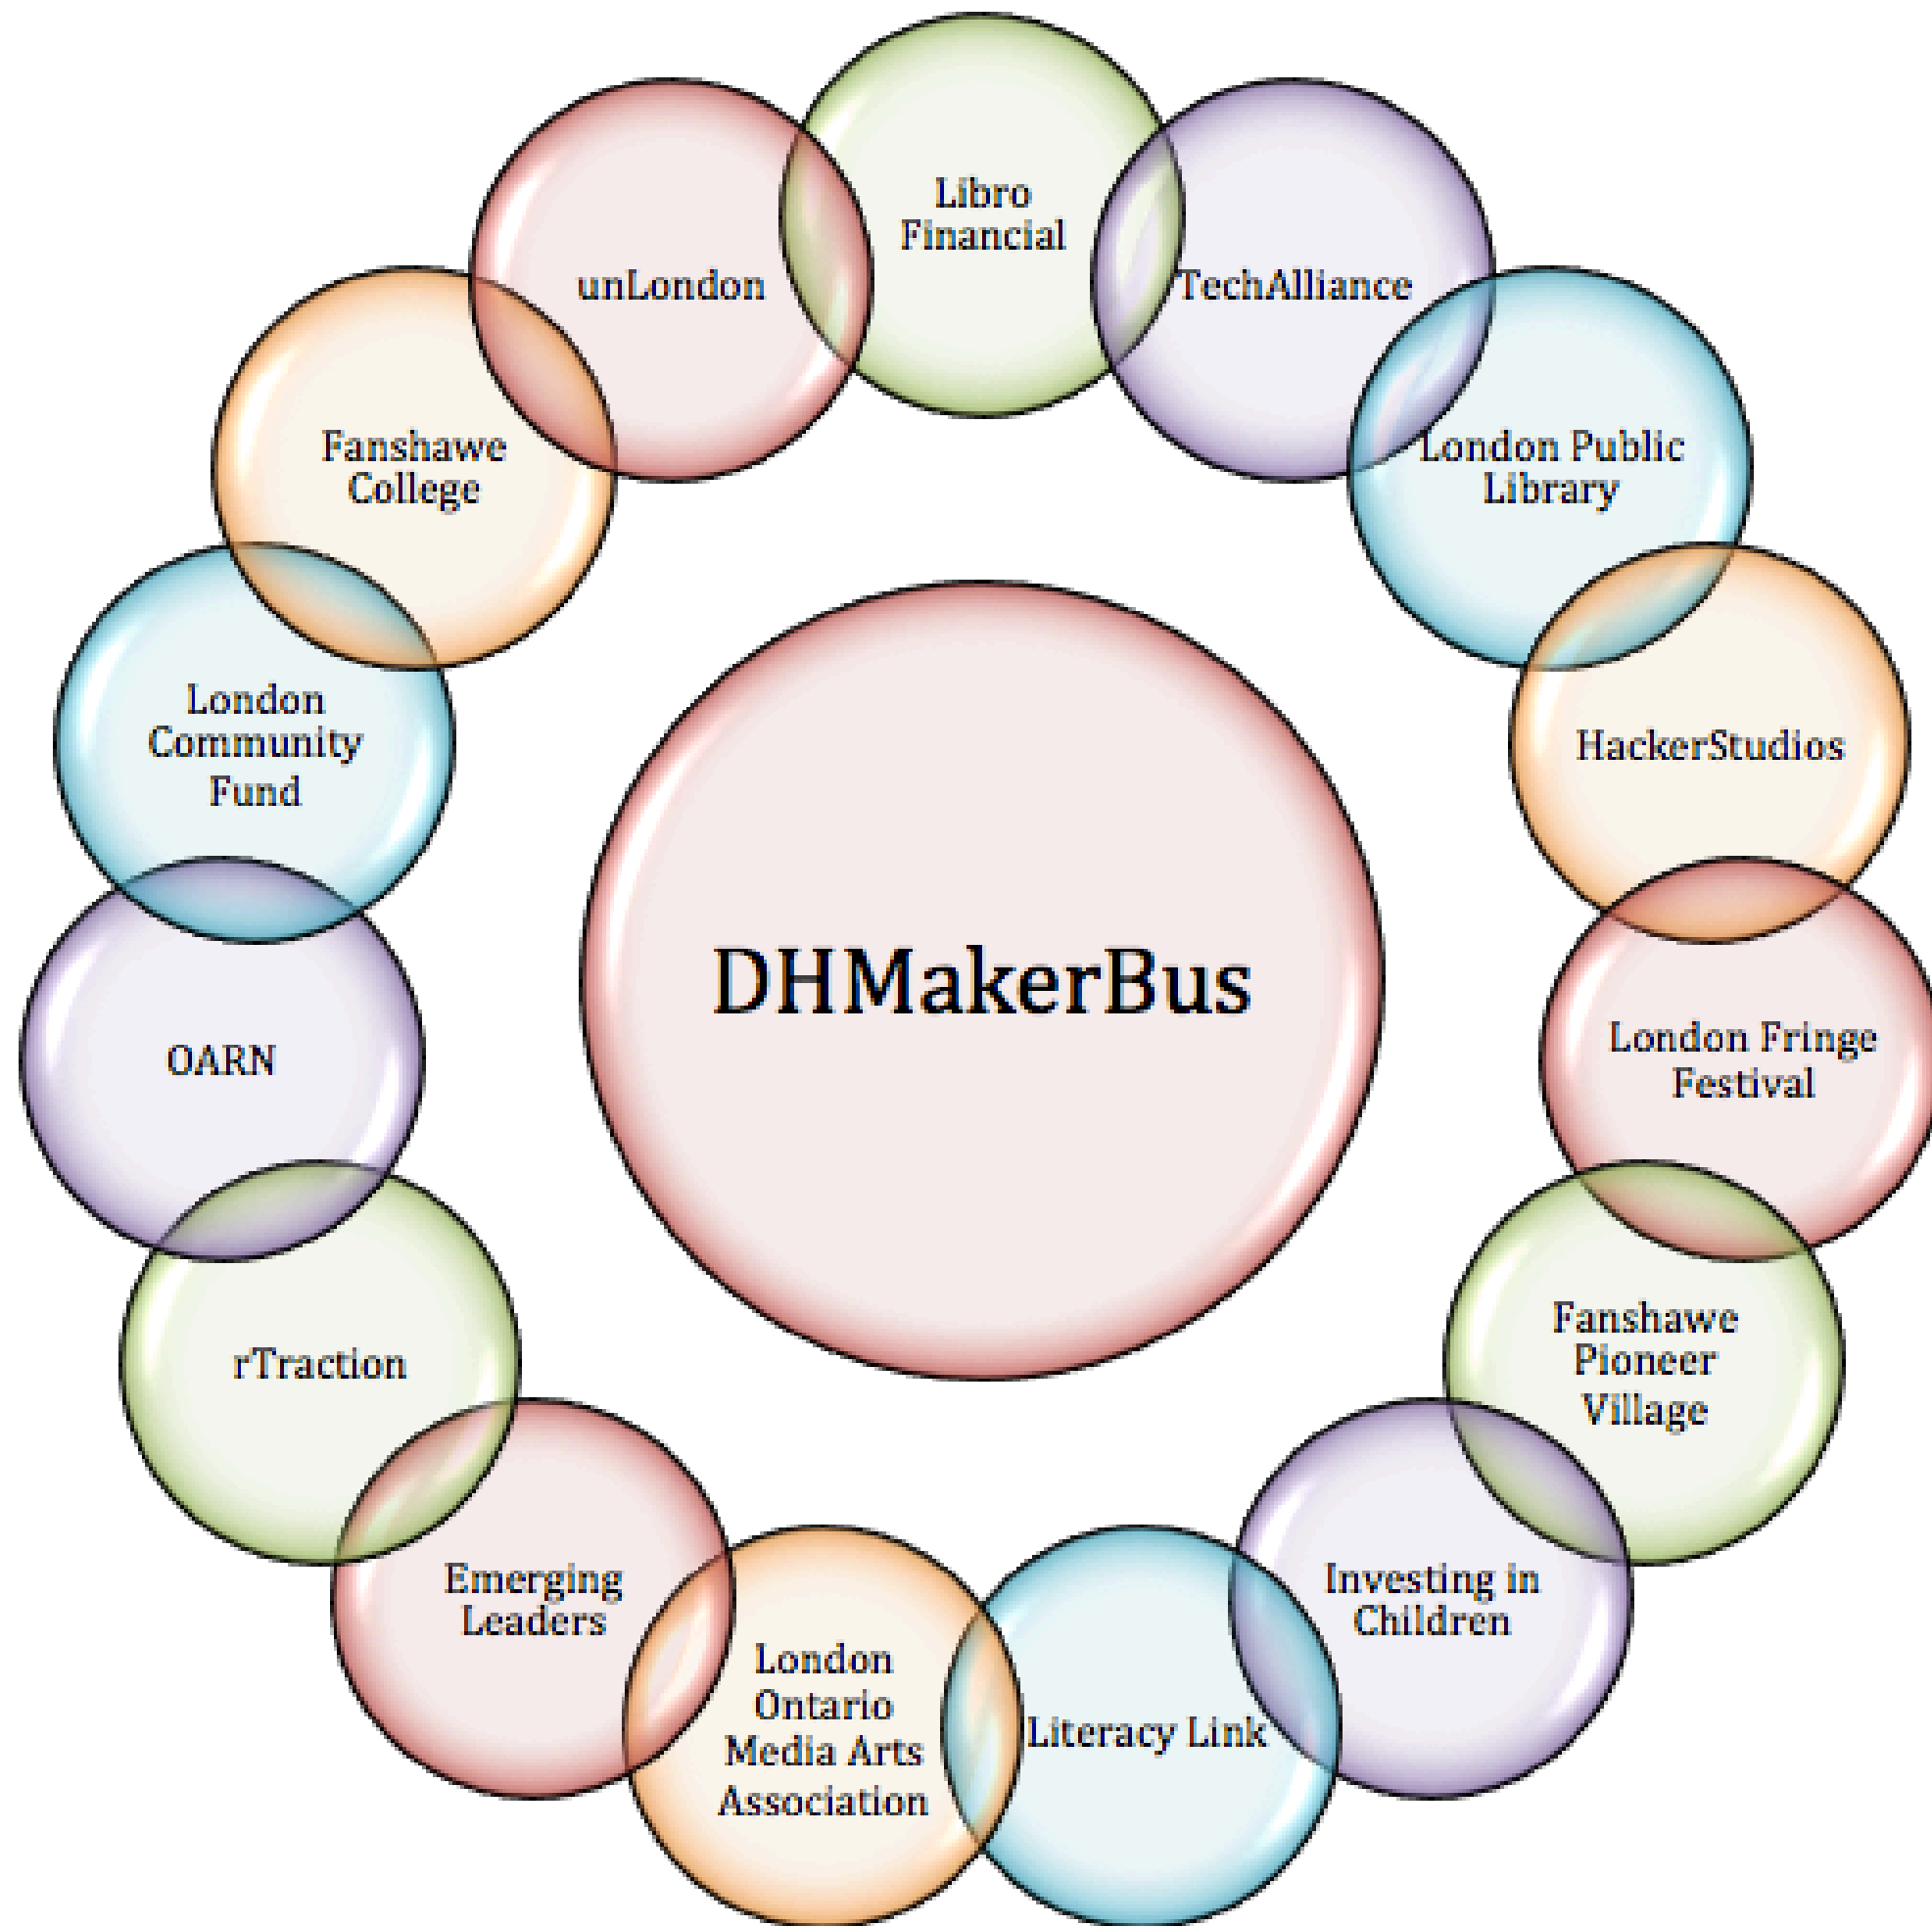 Libro
Financial
TechAlliance
London Public
Library
HackerStudios
London Fringe
Festival
Fanshawe
Pioneer
Village
Investing in
Children
Literacy Link
London
Ontario
Media Arts
Association
Emerging
Leaders
rTraction
OARN
London
Community
Fund
Fanshawe
College
unLondon
DHMakerBus